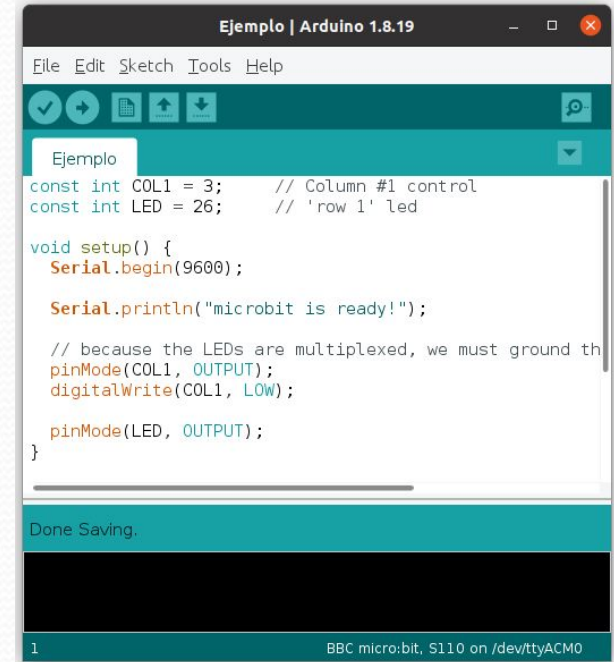 Ejemplo | Arduino 1.8.19
File Edit Sketch Tools Help
Ejemplo
const int COL1 = 3;     // Column #1 control
const int LED = 26;     // 'row 1' led
void setup() {
  Serial.begin(9600);
  Serial.println("microbit is ready!");
  // because the LEDs are multiplexed, we must ground th
  pinMode(COL1, OUTPUT);
  digitalWrite(COL1, LOW);
  pinMode(LED, OUTPUT);
}
Done Saving.
1 BBC micro:bit, S110 on /dev/ttyACM0